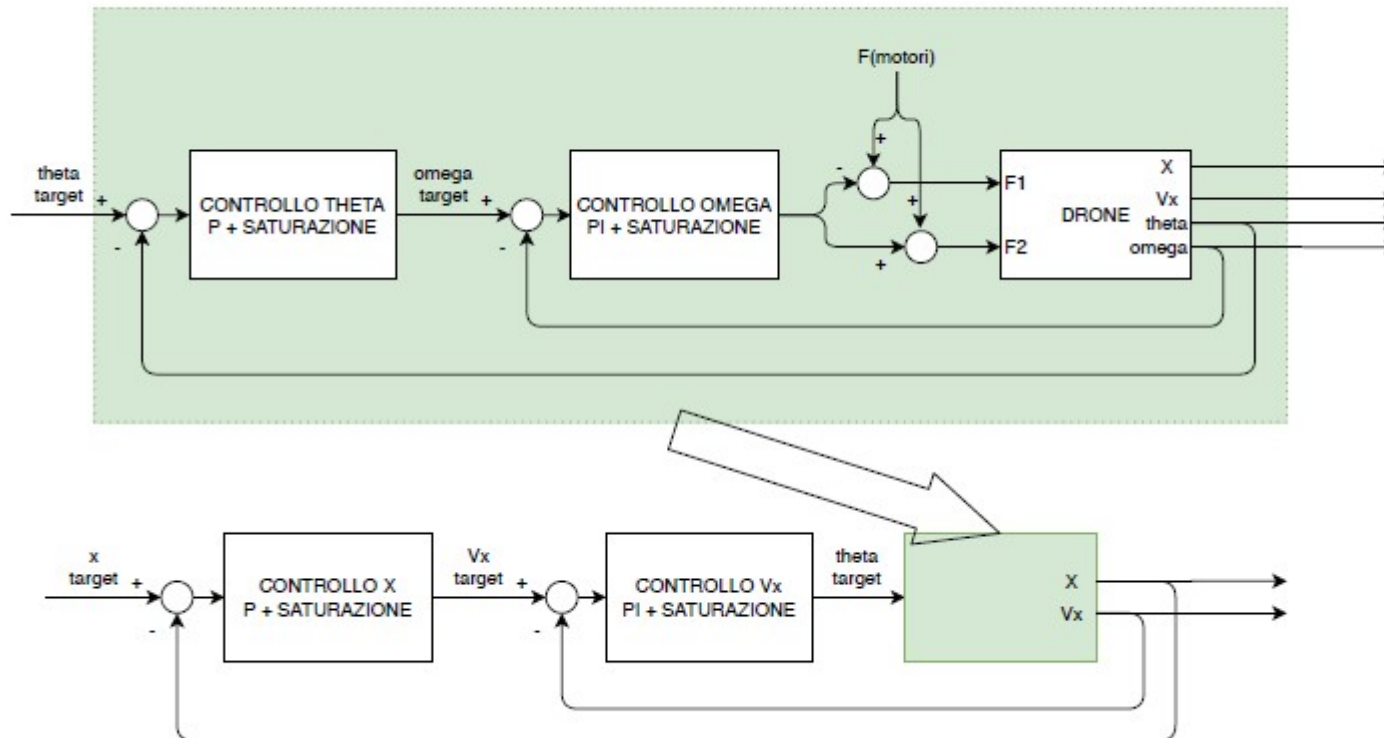 F(motori)
+
+
theta
target
+
-
CONTROLLO THETA
P + SATURAZIONE
omega
target
+
-
CONTROLLO OMEGA
PI + SATURAZIONE
-
+
F1
F2
DRONE
X
Vx
theta
omega
x
target
+
-
CONTROLLO X
P + SATURAZIONE
Vx
target
+
-
CONTROLLO Vx
PI + SATURAZIONE
theta
target
X
Vx